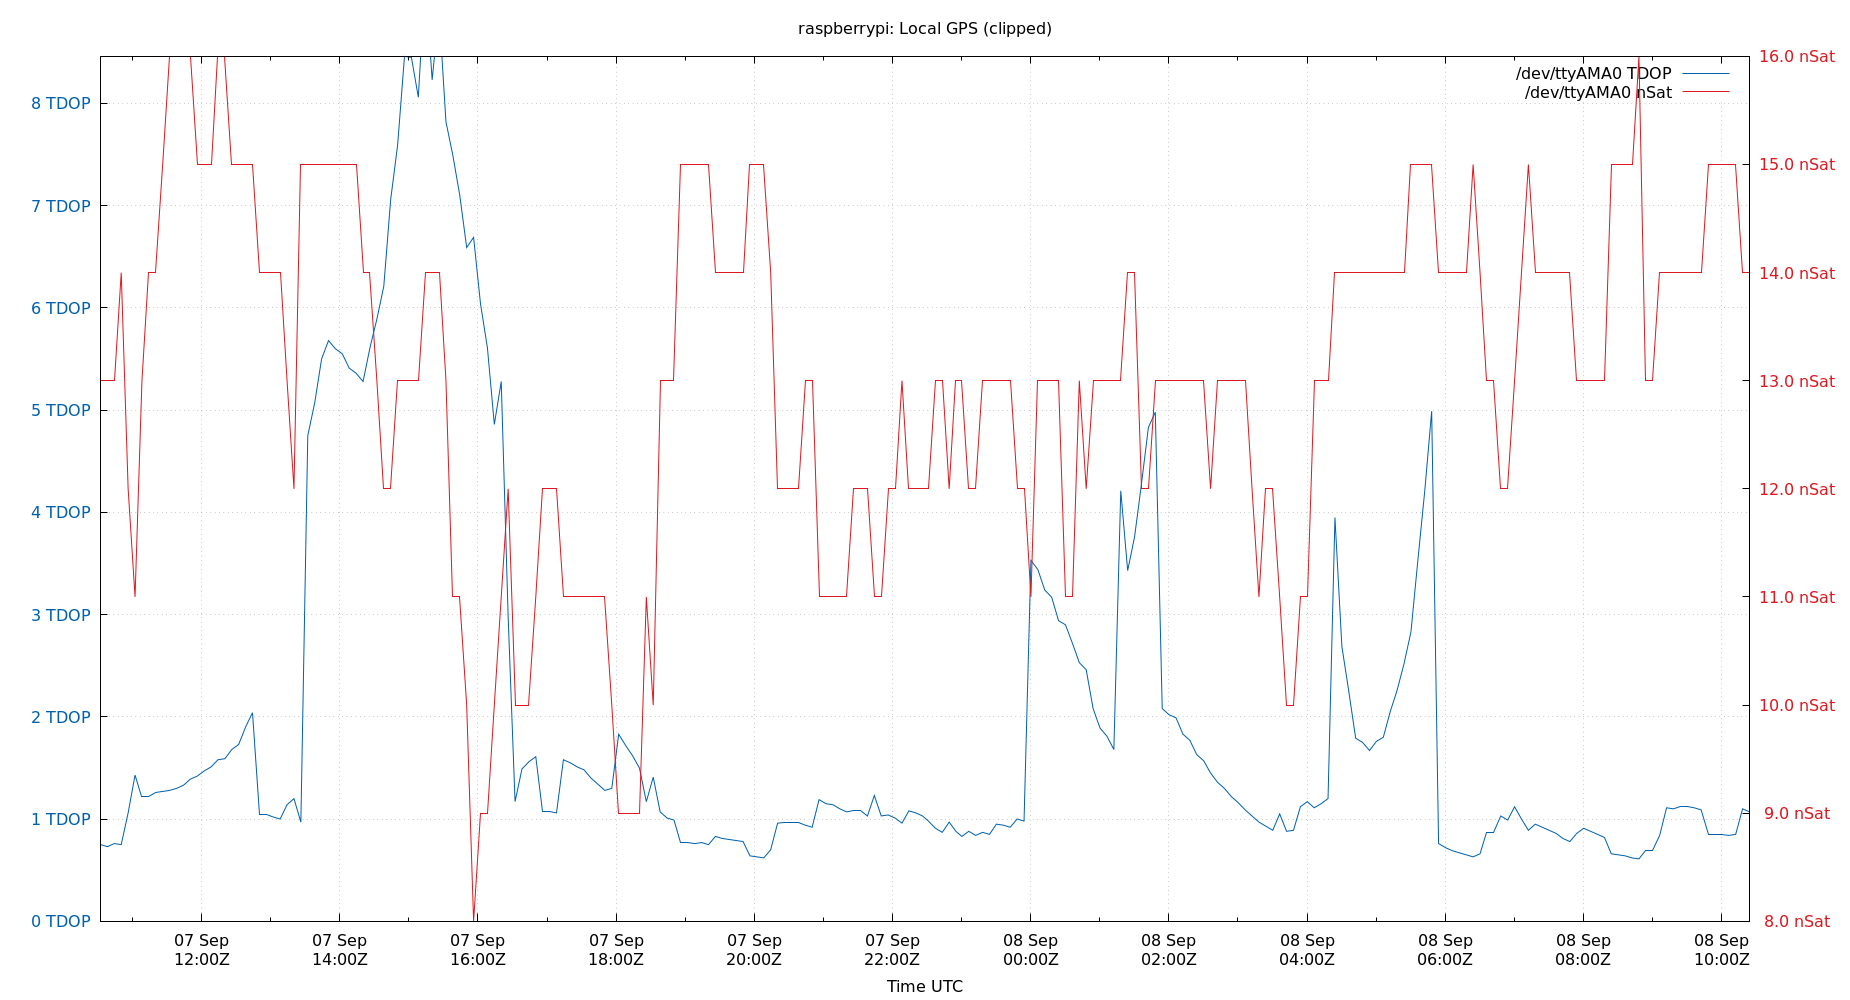 raspberrypi: Local GPS (clipped)
/dev/ttyAMA0 TDOP
/dev/ttyAMA0 nSat
8 TDOP
7 TDOP
6 TDOP
5 TDOP
4 TDOP
3 TDOP
2 TDOP
1 TDOP
0 TDOP
16.0 nSat
15.0 nSat
14.0 nSat
13.0 nSat
12.0 nSat
11.0 nSat
10.0 nSat
9.0 nSat
8.0 nSat
07 Sep
12:00Z
07 Sep
14:00Z
07 Sep
16:00Z
07 Sep
18:00Z
07 Sep
20:00Z
07 Sep
22:00Z
08 Sep
00:00Z
08 Sep
02:00Z
08 Sep
04:00Z
08 Sep
06:00Z
08 Sep
08:00Z
08 Sep
10:00Z
Time UTC